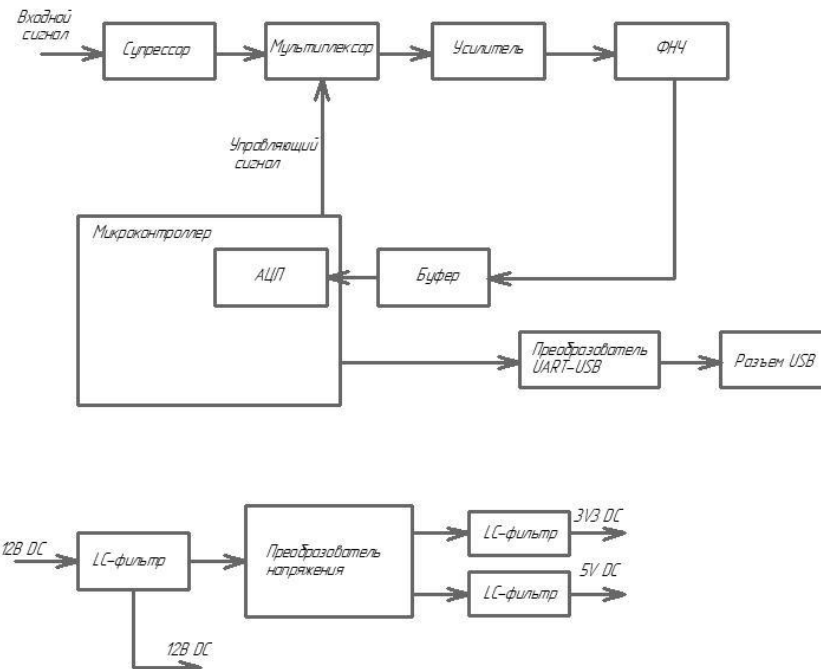 Входной
сигнал
Супрессор
Мультиплексор
Усилитель
ФНЧ
Управляющий
сигнал
Микроконтроллер
АЦП
Буфер
Преобразователь
UART-USB
Разъем USB
12В DC
LC-фильтр
Преобразователь
напряжения
LC-фильтр
3V3 DC
LC-фильтр
5V DC
12В DC